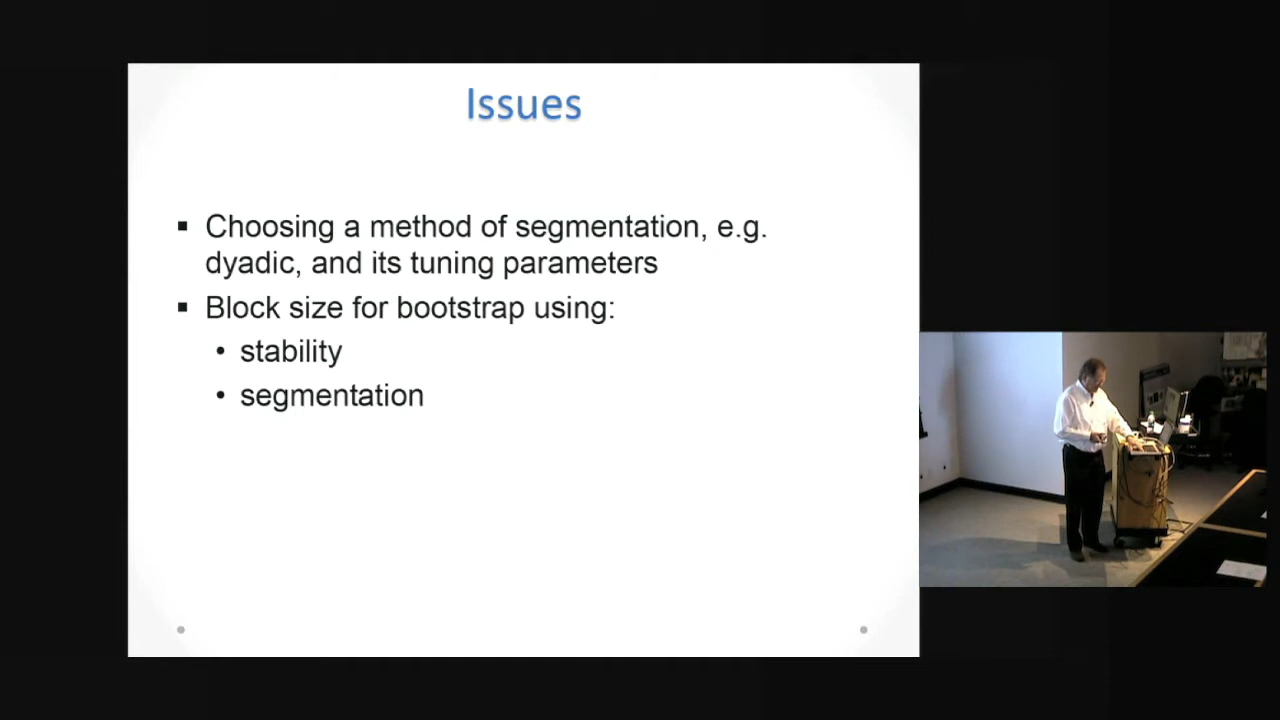 Issues
▪ Choosing a method of segmentation, e.g.
dyadic, and its tuning parameters
▪ Block size for bootstrap using:
• stability
• segmentation